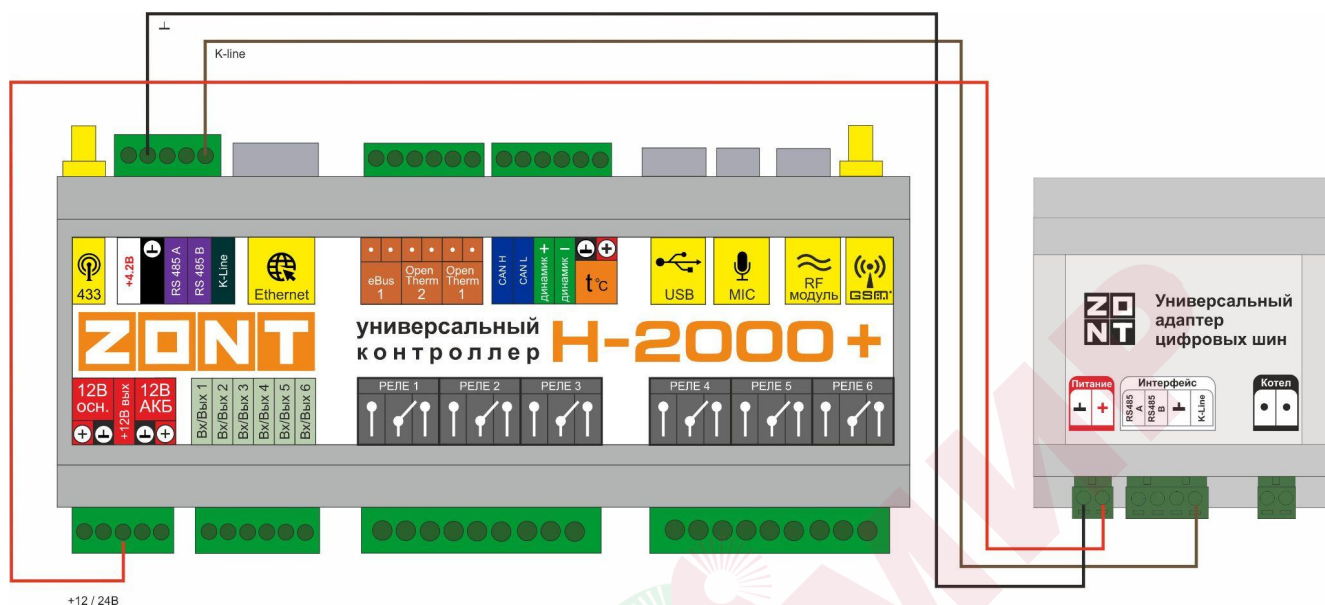 ⊥
K-line
433
+4.2В
RS 485 A
RS 485 B
K-Line
Ethernet
eBus
1
Open
Therm
2
Open
Therm
1
CAN H
CAN L
динамик +
динамик –
t°C
USB
MIC
RF
модуль
GSM
ZONT
универсальный
контроллер
H-2000+
12В
осн.
+12В вых
12В
АКБ
Вх/Вых 1
Вх/Вых 2
Вх/Вых 3
Вх/Вых 4
Вх/Вых 5
Вх/Вых 6
РЕЛЕ 1
РЕЛЕ 2
РЕЛЕ 3
РЕЛЕ 4
РЕЛЕ 5
РЕЛЕ 6
ZONT
Универсальный
адаптер
цифровых шин
Питание
Интерфейс
RS485
A
RS485
B
K-Line
Котел
+12 / 24В